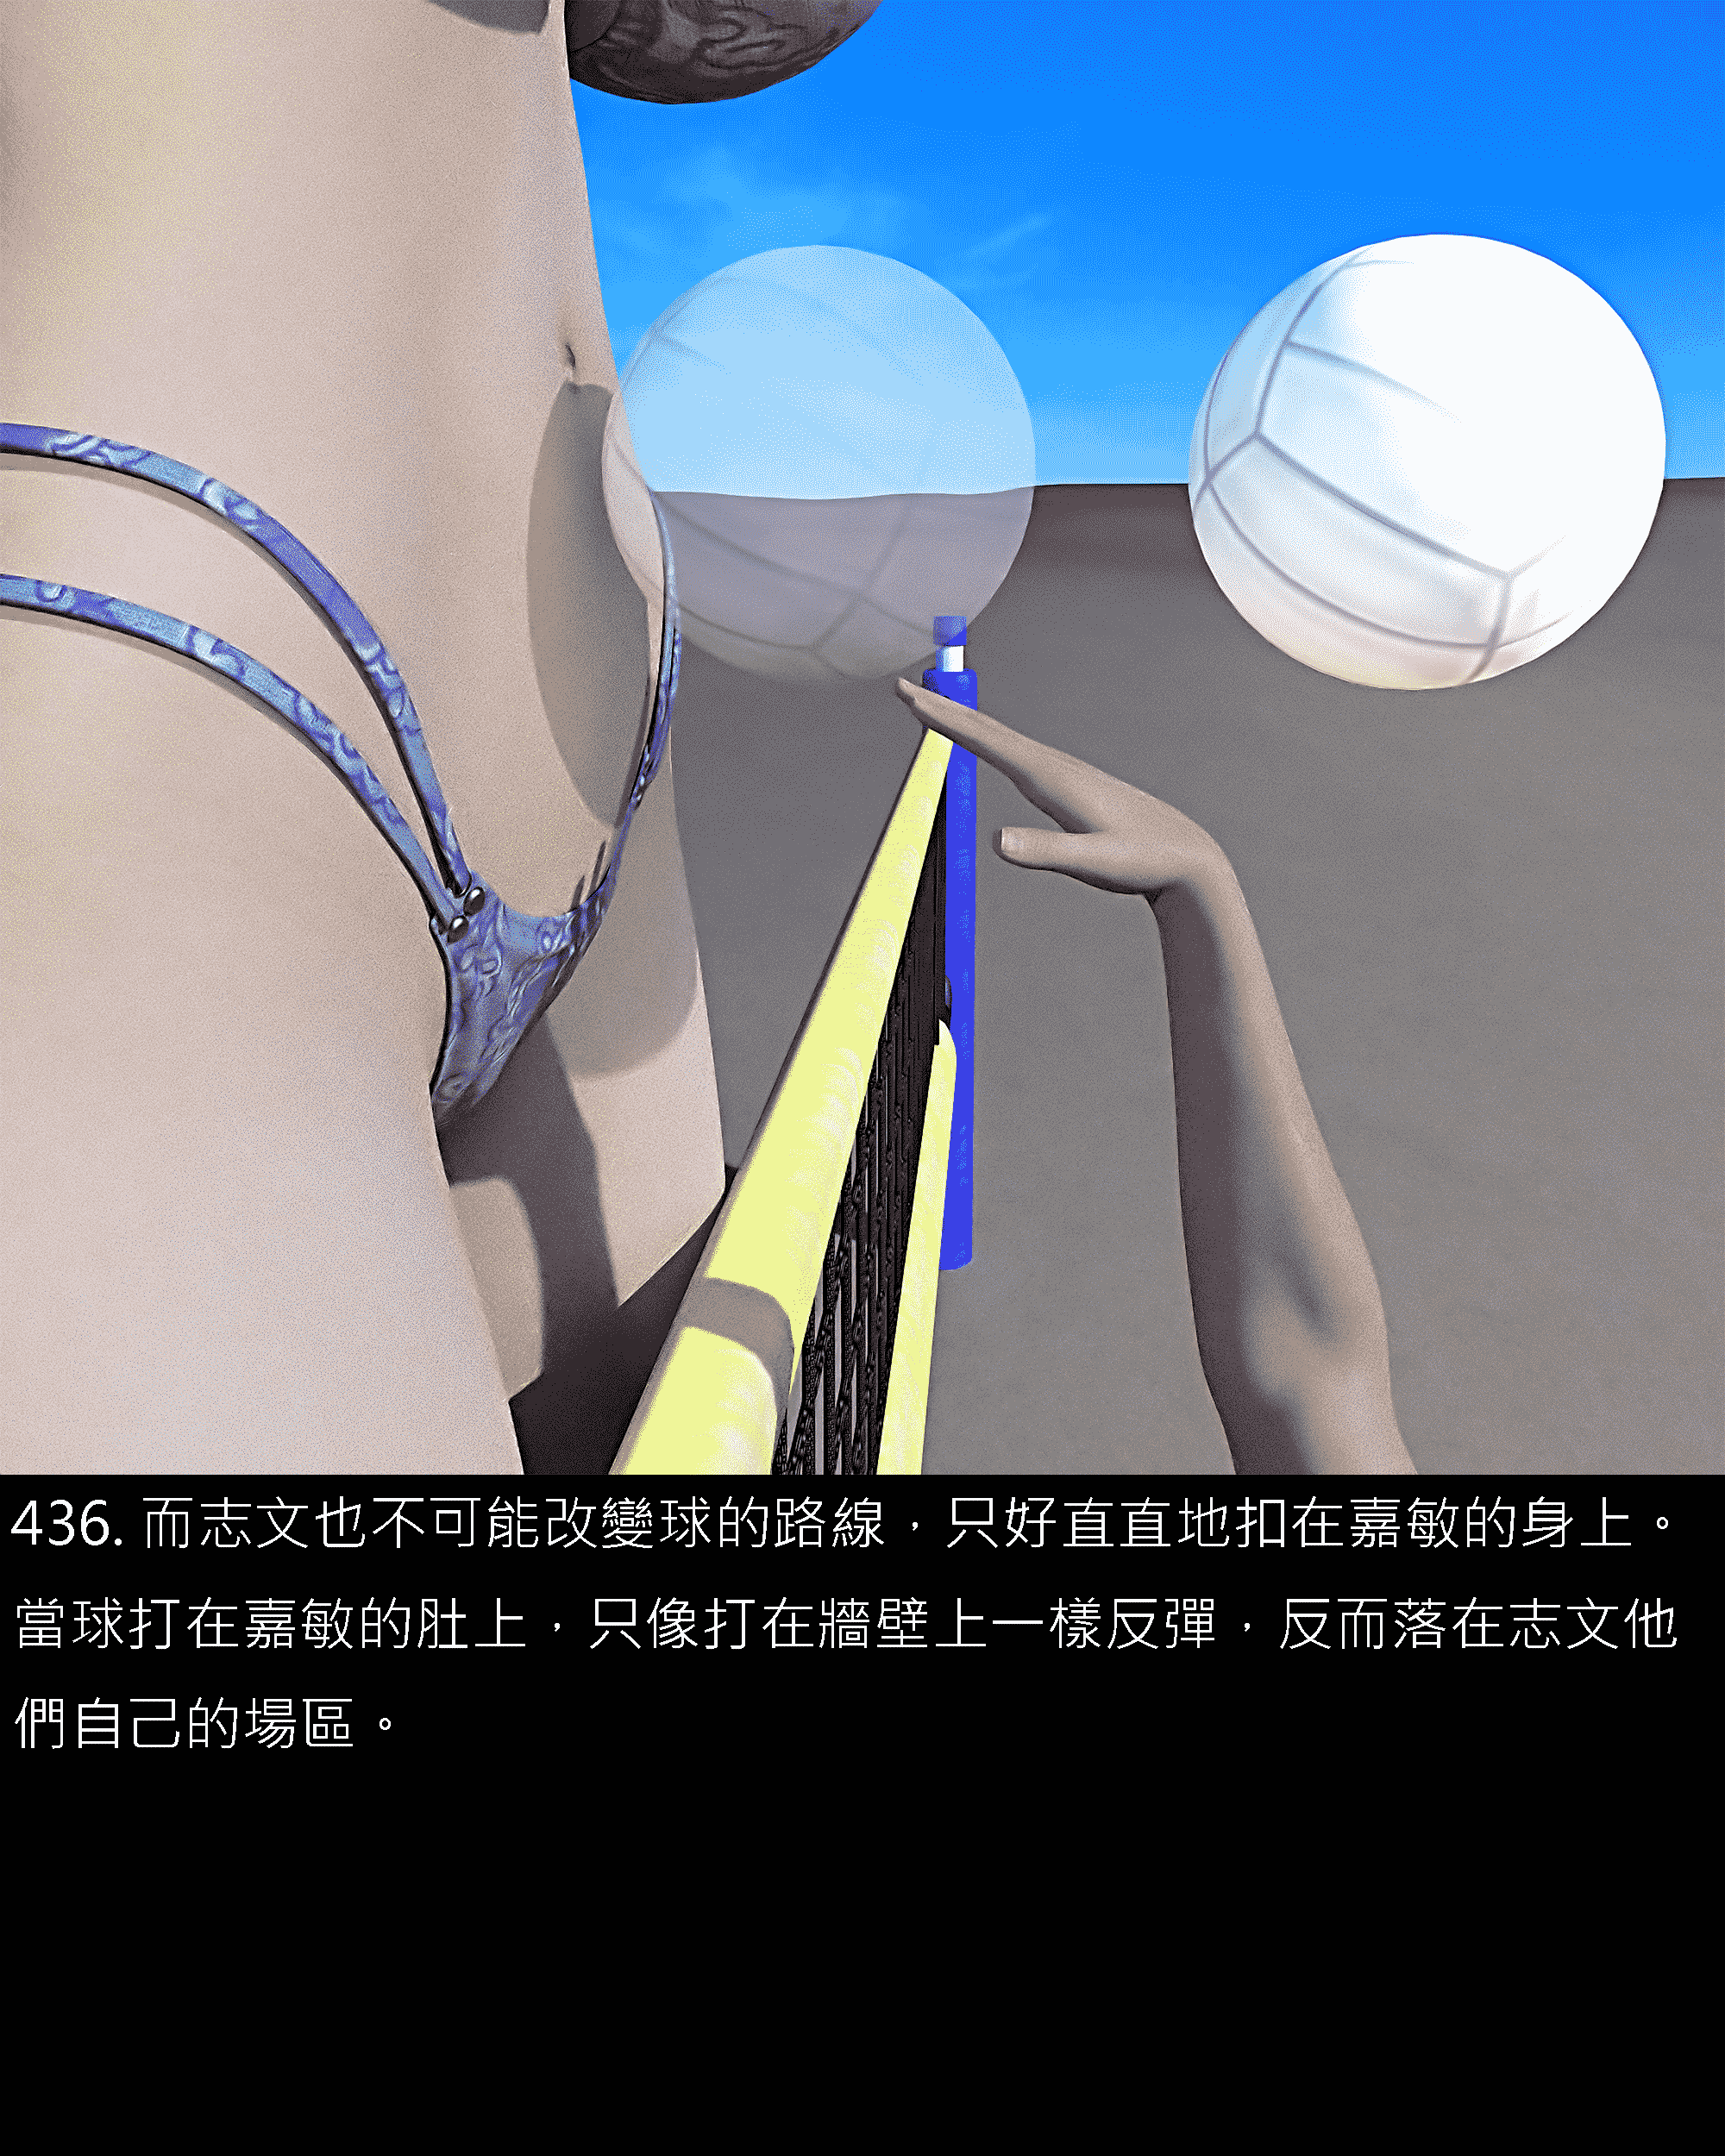 436. 而志文也不可能改變球的路線，只好直直地扣在嘉敏的身上。
當球打在嘉敏的肚上，只像打在牆壁上一樣反彈，反而落在志文他
們自己的場區。